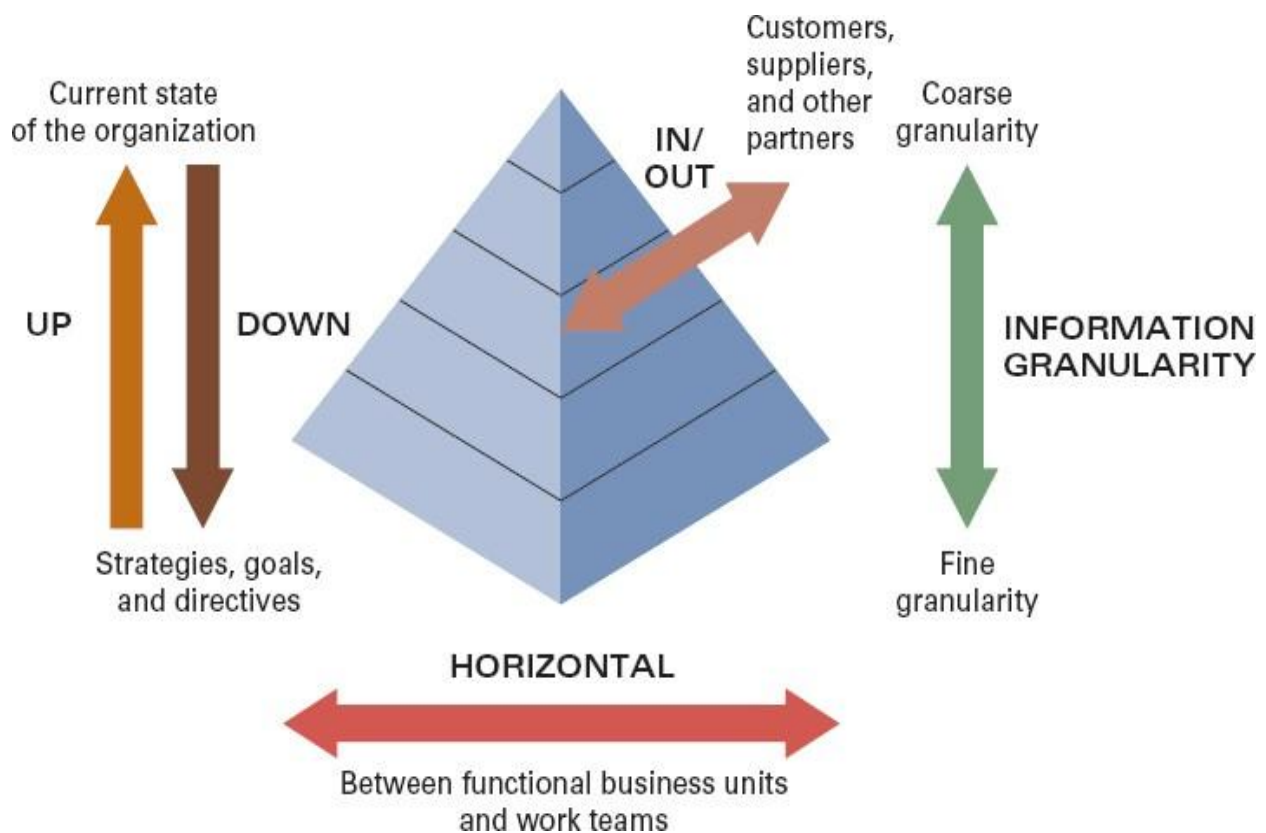 Current state
of the organization
UP
DOWN
Strategies, goals,
and directives
IN/
OUT
Customers,
suppliers,
and other
partners
Coarse
granularity
INFORMATION
GRANULARITY
Fine
granularity
HORIZONTAL
Between functional business units
and work teams